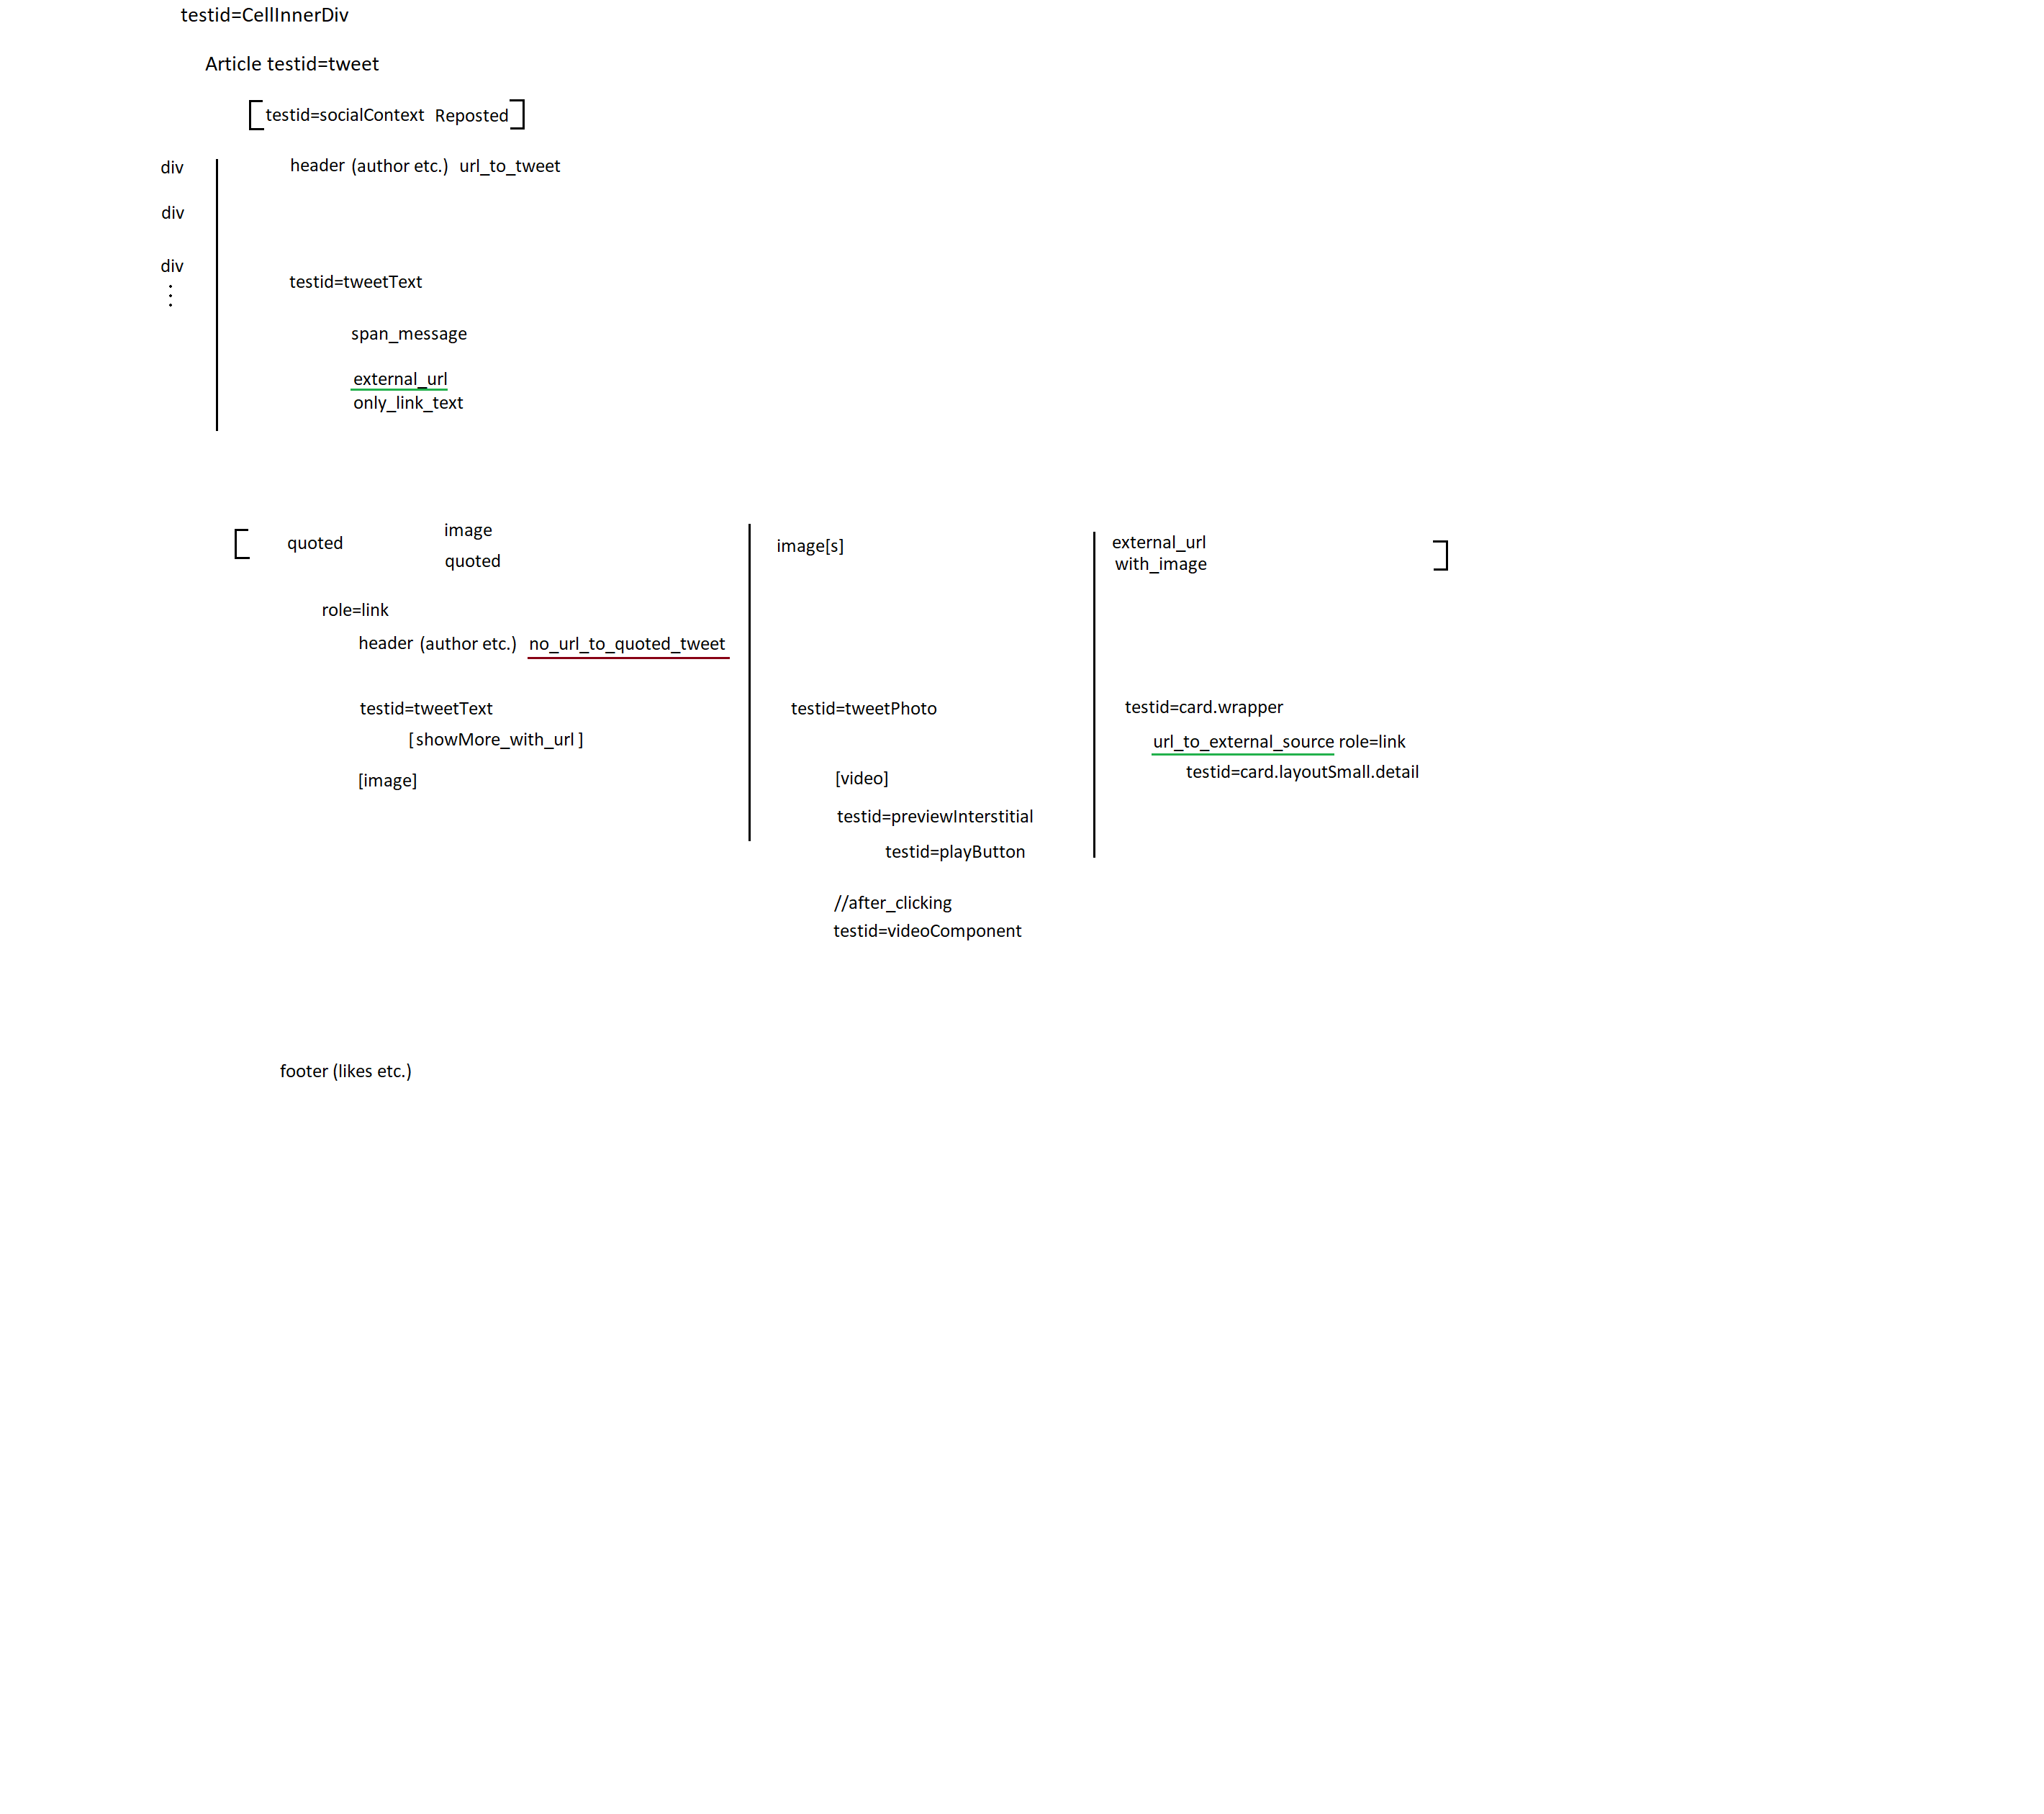 testid=CellInnerDiv
Article testid=tweet
[testid=socialContext Reposted]
div header (author etc.) url_to_tweet
div
div
testid=tweetText
span_message
external_url
only_link_text
[ quoted
image
quoted
image[s]
external_url
with_image ]
role=link
header (author etc.) no_url_to_quoted_tweet
testid=tweetText
[showMore_with_url]
[image]
testid=tweetPhoto
[video]
testid=previewInterstitial
testid=playButton
//after_clicking
testid=videoComponent
testid=card.wrapper
url_to_external_source role=link
testid=card.layoutSmall.detail
footer (likes etc.)